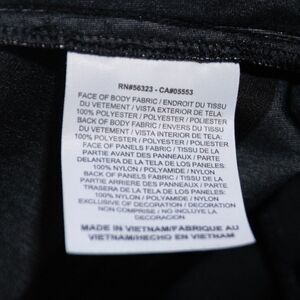 RN#56323 - CA#05553
FACE OF BODY FABRIC / ENDROIT DU TISSU
DU VETEMENT / VISTA EXTERIOR DE TELA:
100% POLYESTER / POLYESTER / POLIESTER
BACK OF BODY FABRIC / ENVERS DU TISSU
DU VETEMENT / VISTA INTERIOR DE TELA:
100% POLYESTER / POLYESTER / POLIESTER
FACE OF PANELS FABRIC / TISSU DE LA
PARTIE AVANT DES PANNEAUX / PARTE
DELANTERA DE LA TELA DE LOS PANELES:
100% NYLON / POLYAMIDE / NYLON
BACK OF PANELS FABRIC / TISSU DE LA
PARTIE ARRIERE DES PANNEAUX / PARTE
TRASERA DE LA TELA DE LOS PANELES:
100% NYLON / POLYAMIDE / NYLON
EXCLUSIVE OF DECORATION / DECORATION
NON COMPRISE / NO INCLUYE LA
DECORACION
MADE IN VIETNAM/FABRIQUE AU
VIETNAM/HECHO EN VIETNAM